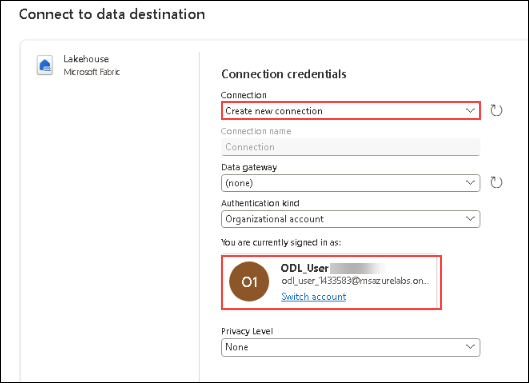 Connect to data destination
Lakehouse
Microsoft Fabric
Connection credentials
Connection
Create new connection
Connection name
Connection
Data gateway
(none)
Authentication kind
Organizational account
You are currently signed in as:
O1
ODL_User
odl_user_1433583@msazurelabs.on...
Switch account
Privacy Level
None